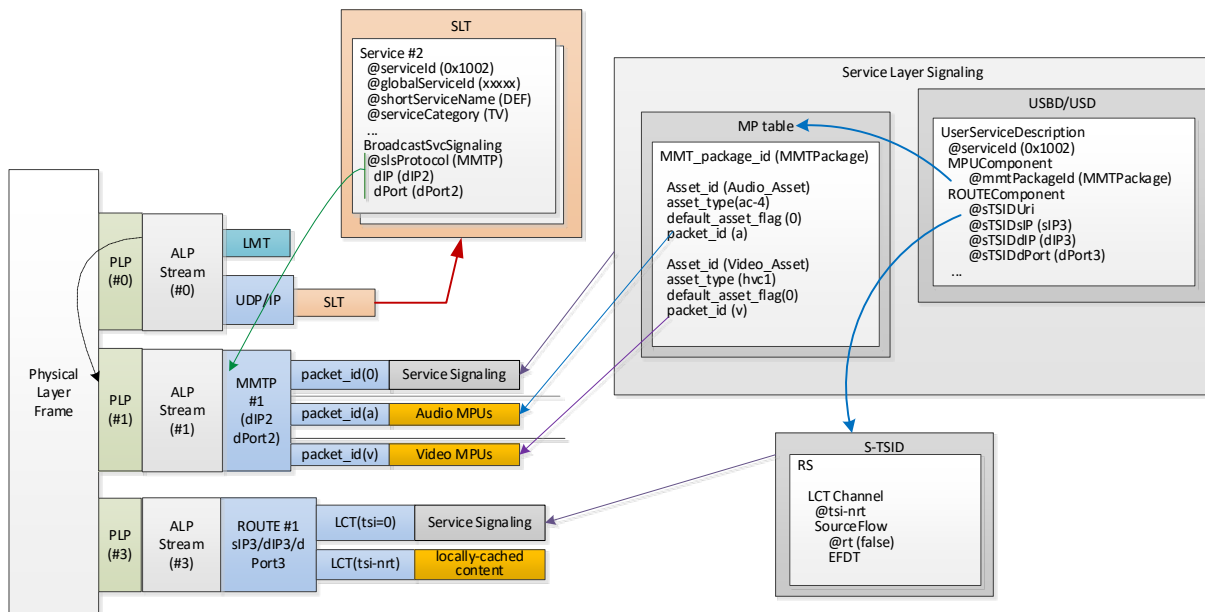 SLT
Service #2
@serviceId (0x1002)
@globalServiceId (xxxxx)
@shortServiceName (DEF)
@serviceCategory (TV)
...
BroadcastSvcSignaling
@slsProtocol (MMTP)
dIP (dIP2)
dPort (dPort2)
Service Layer Signaling
MP table
MMT_package_id (MMTPackage)
Asset_id (Audio_Asset)
asset_type(ac-4)
default_asset_flag (0)
packet_id (a)
Asset_id (Video_Asset)
asset_type (hvc1)
default_asset_flag(0)
packet_id (v)
USBD/USD
UserServiceDescription
@serviceId (0x1002)
MPUComponent
@mmtPackageId (MMTPackage)
ROUTEComponent
@sTSIDUri
@sTSIDsIP (sIP3)
@sTSIDdIP (dIP3)
@sTSIDdPort (dPort3)
...
Physical
Layer
Frame
PLP
(#0)
ALP
Stream
(#0)
LMT
UDP/IP
SLT
PLP
(#1)
ALP
Stream
(#1)
MMTP
#1
(dIP2
dPort2)
packet_id(0)
Service Signaling
packet_id(a)
Audio MPUs
packet_id(v)
Video MPUs
PLP
(#3)
ALP
Stream
(#3)
ROUTE #1
sIP3/dIP3/d
Port3
LCT(tsi=0)
Service Signaling
LCT(tsi-nrt)
locally-cached
content
S-TSID
RS
LCT Channel
@tsi-nrt
SourceFlow
@rt (false)
EFDT